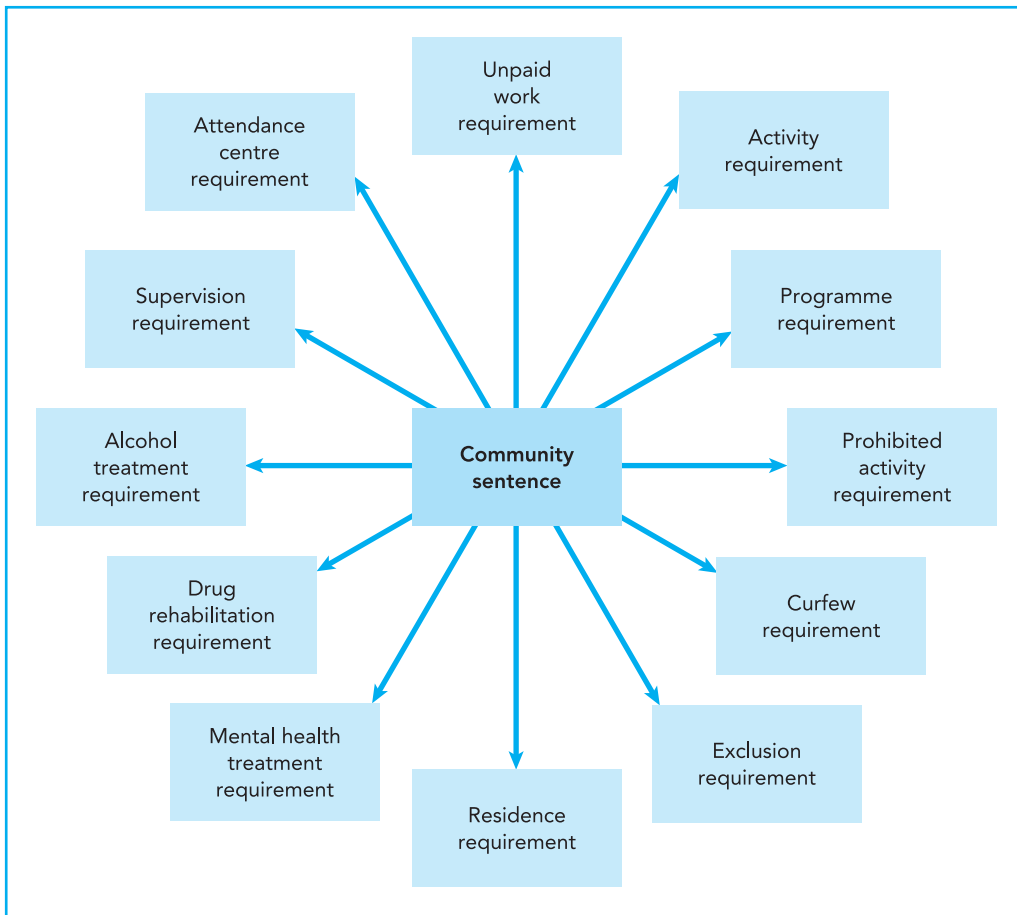 Unpaid
work
requirement
Activity
requirement
Programme
requirement
Prohibited
activity
requirement
Curfew
requirement
Exclusion
requirement
Residence
requirement
Mental health
treatment
requirement
Drug
rehabilitation
requirement
Alcohol
treatment
requirement
Supervision
requirement
Attendance
centre
requirement
Community
sentence